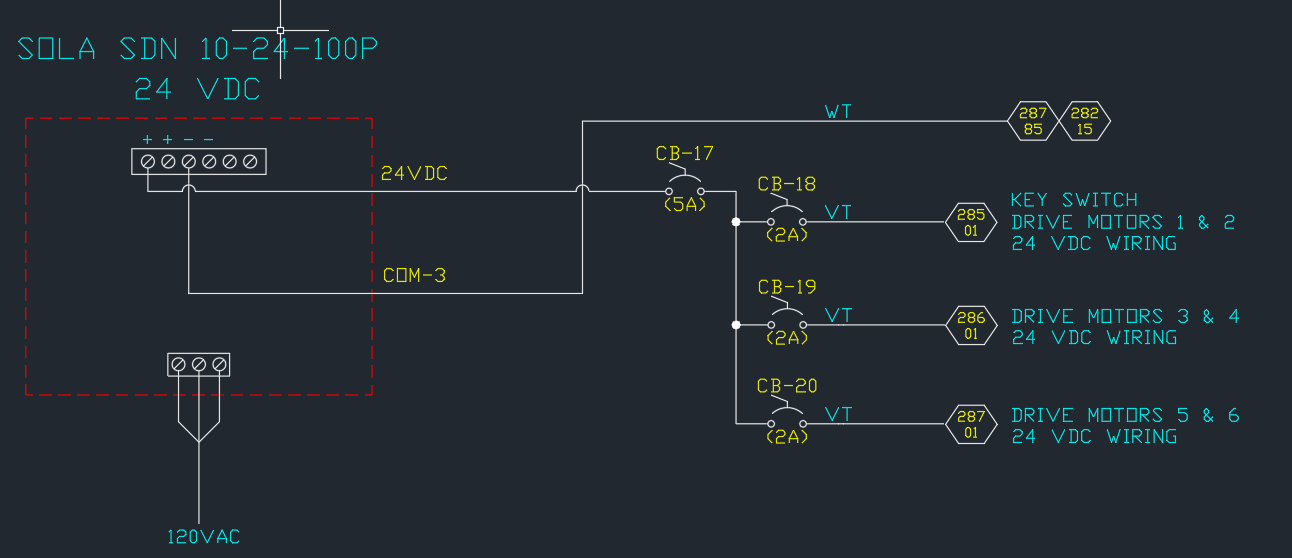 SOLA SDN 10-24-100P
24 VDC
+ + - -
24VDC
COM-3
120VAC
WT
287
85
282
15
CB-17
(5A)
CB-18
(2A)
VT
285
01
KEY SWITCH
DRIVE MOTORS 1 & 2
24 VDC WIRING
CB-19
(2A)
VT
286
01
DRIVE MOTORS 3 & 4
24 VDC WIRING
CB-20
(2A)
VT
287
01
DRIVE MOTORS 5 & 6
24 VDC WIRING